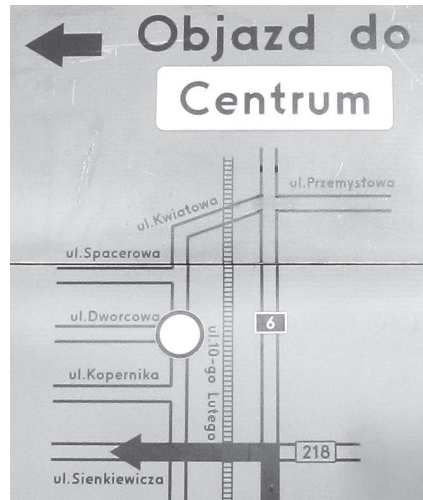 Objazd do
Centrum
ul.Przemysłowa
ul.Kwiatowa
ul.Spacerowa
ul.Dworcowa
6
ul.10-go Lutego
ul.Kopernika
218
ul.Sienkiewicza